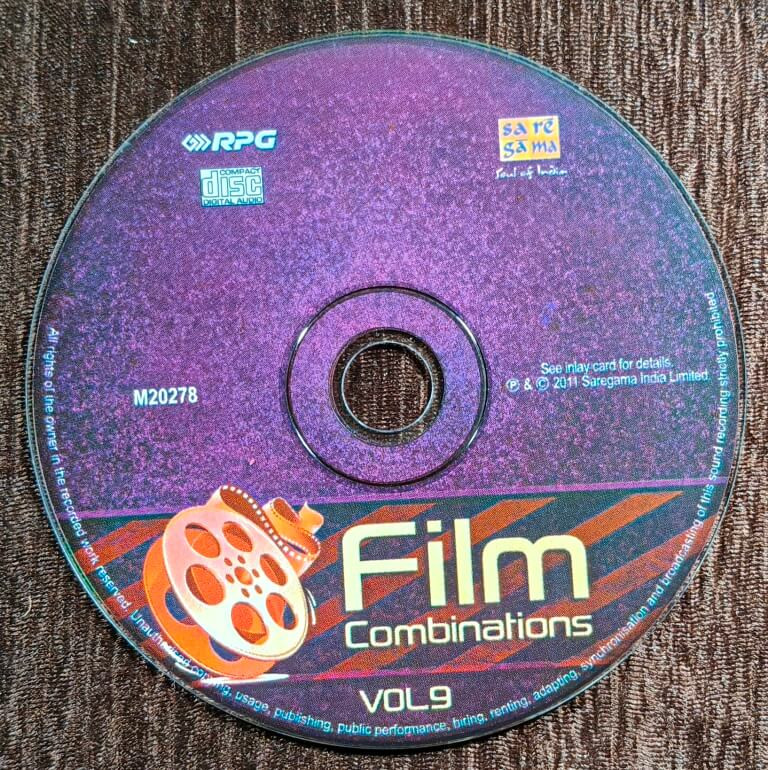 RPG
COMPACT
disc
DIGITAL AUDIO
sa rē
ga ma
Soul of India
M20278
See inlay card for details.
℗ & © 2011 Saregama India Limited.
Film
Combinations
VOL.9
All rights of the owner in the recorded work reserved. Unauthorised copying, usage, publishing, public performance, hiring, renting, adapting, synchronisation and broadcasting of this sound recording strictly prohibited